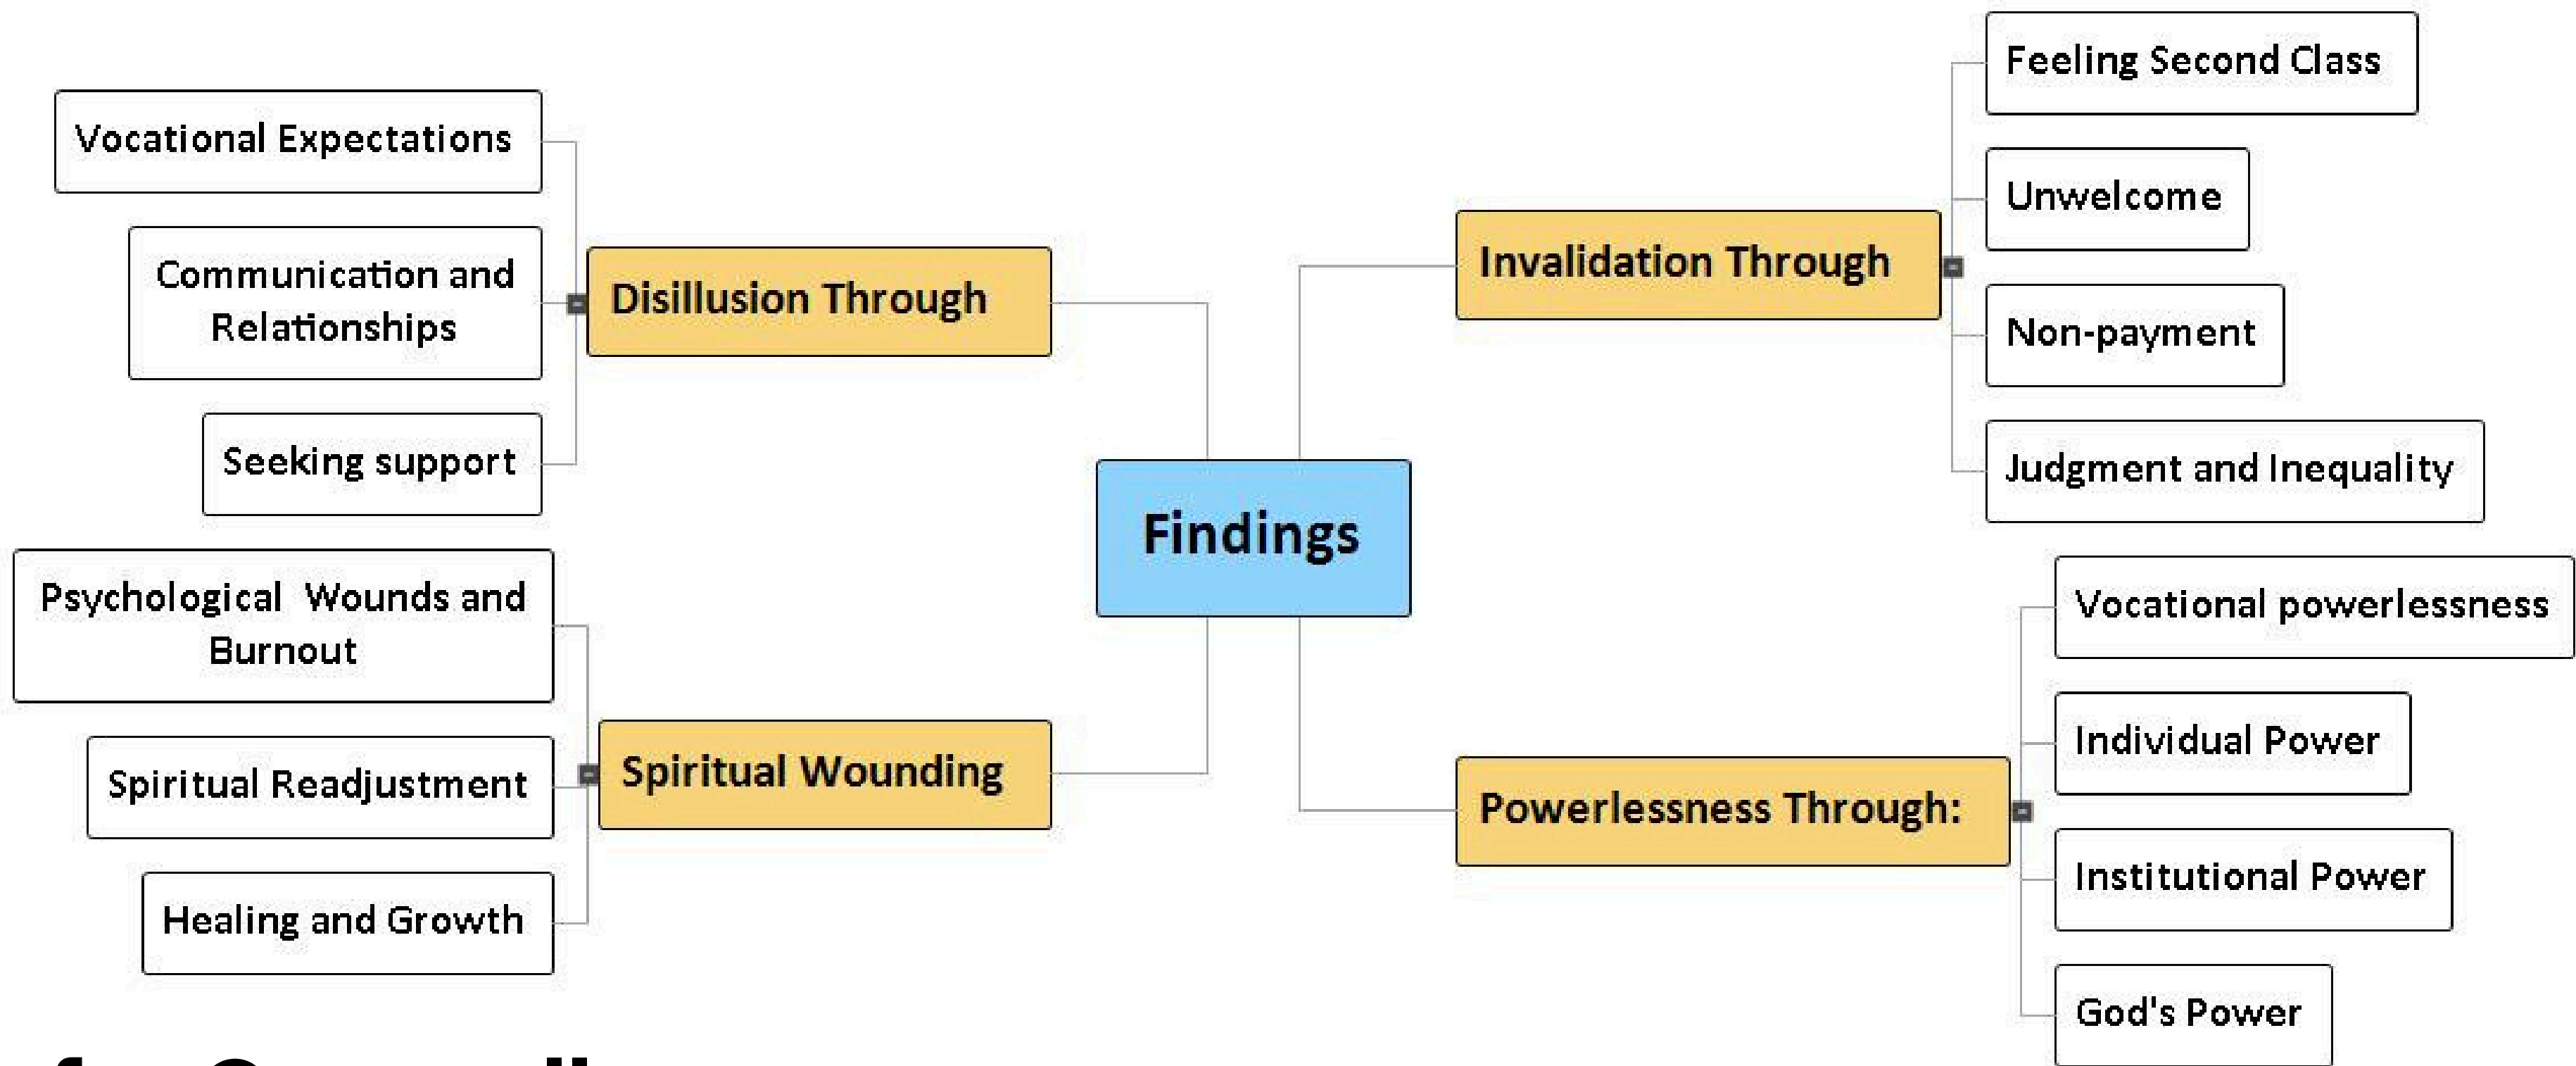 Findings
Disillusion Through
Vocational Expectations
Communication and
Relationships
Seeking support
Spiritual Wounding
Psychological  Wounds and
Burnout
Spiritual Readjustment
Healing and Growth
Invalidation Through
Feeling Second Class
Unwelcome
Non-payment
Judgment and Inequality
Powerlessness Through:
Vocational powerlessness
Individual Power
Institutional Power
God's Power